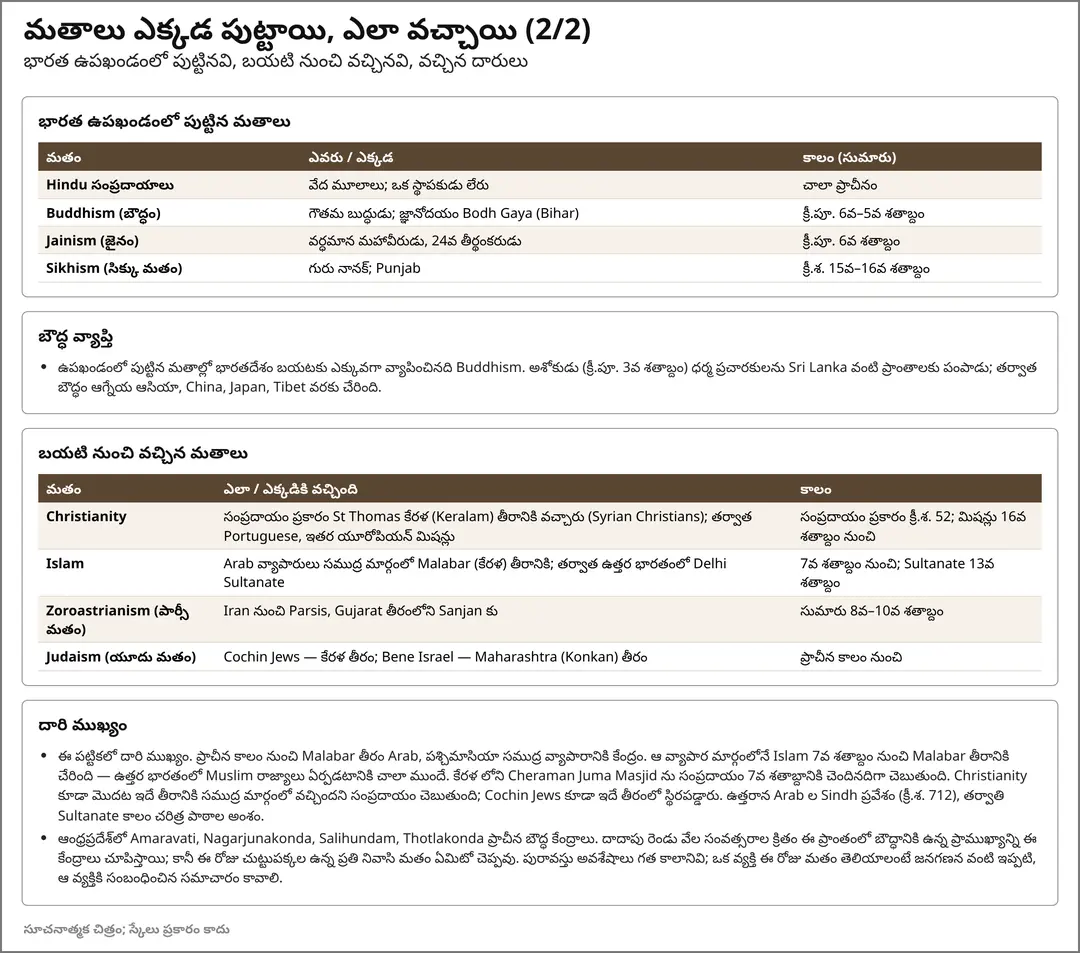 మతాలు ఎక్కడ పుట్టాయి, ఎలా వచ్చాయి (2/2)
భారత ఉపఖండంలో పుట్టినవి, బయటి నుంచి వచ్చినవి, వచ్చిన దారులు
భారత ఉపఖండంలో పుట్టిన మతాలు
మతం ఎవరు / ఎక్కడ కాలం (సుమారు)
Hindu సంప్రదాయాలు వేద మూలాలు; ఒక స్థాపకుడు లేరు చాలా ప్రాచీనం
Buddhism (బౌద్ధం) గౌతమ బుద్ధుడు; జ్ఞానోదయం Bodh Gaya (Bihar) క్రీ.పూ. 6వ–5వ శతాబ్దం
Jainism (జైనం) వర్ధమాన మహావీరుడు, 24వ తీర్థంకరుడు క్రీ.పూ. 6వ శతాబ్దం
Sikhism (సిక్కు మతం) గురు నానక్; Punjab క్రీ.శ. 15వ–16వ శతాబ్దం
బౌద్ధ వ్యాప్తి
• ఉపఖండంలో పుట్టిన మతాల్లో భారతదేశం బయటకు ఎక్కువగా వ్యాపించినది Buddhism. అశోకుడు (క్రీ.పూ. 3వ శతాబ్దం) ధర్మ ప్రచారకులను Sri Lanka వంటి ప్రాంతాలకు పంపాడు; తర్వాత
బౌద్ధం ఆగ్నేయ ఆసియా, China, Japan, Tibet వరకు చేరింది.
బయటి నుంచి వచ్చిన మతాలు
మతం ఎలా / ఎక్కడికి వచ్చింది కాలం
Christianity సంప్రదాయం ప్రకారం St Thomas కేరళ (Keralam) తీరానికి వచ్చారు (Syrian Christians); తర్వాత సంప్రదాయం ప్రకారం క్రీ.శ. 52; మిషన్లు 16వ
Portuguese, ఇతర యూరోపియన్ మిషన్లు శతాబ్దం నుంచి
Islam Arab వ్యాపారులు సముద్ర మార్గంలో Malabar (కేరళ) తీరానికి; తర్వాత ఉత్తర భారతంలో Delhi 7వ శతాబ్దం నుంచి; Sultanate 13వ
Sultanate శతాబ్దం
Zoroastrianism (పార్సీ Iran నుంచి Parsis, Gujarat తీరంలోని Sanjan కు సుమారు 8వ–10వ శతాబ్దం
మతం)
Judaism (యూదు మతం) Cochin Jews — కేరళ తీరం; Bene Israel — Maharashtra (Konkan) తీరం ప్రాచీన కాలం నుంచి
దారి ముఖ్యం
• ఈ పట్టికలో దారి ముఖ్యం. ప్రాచీన కాలం నుంచి Malabar తీరం Arab, పశ్చిమాసియా సముద్ర వ్యాపారానికి కేంద్రం. ఆ వ్యాపార మార్గంలోనే Islam 7వ శతాబ్దం నుంచి Malabar తీరానికి
చేరింది — ఉత్తర భారతంలో Muslim రాజ్యాలు ఏర్పడటానికి చాలా ముందే. కేరళ లోని Cheraman Juma Masjid ను సంప్రదాయం 7వ శతాబ్దానికి చెందినదిగా చెబుతుంది. Christianity
కూడా మొదట ఇదే తీరానికి సముద్ర మార్గంలో వచ్చిందని సంప్రదాయం చెబుతుంది; Cochin Jews కూడా ఇదే తీరంలో స్థిరపడ్డారు. ఉత్తరాన Arab ల Sindh ప్రవేశం (క్రీ.శ. 712), తర్వాతి
Sultanate కాలం చరిత్ర పాఠాల అంశం.
• ఆంధ్రప్రదేశ్‌లో Amaravati, Nagarjunakonda, Salihundam, Thotlakonda ప్రాచీన బౌద్ధ కేంద్రాలు. దాదాపు రెండు వేల సంవత్సరాల క్రితం ఈ ప్రాంతంలో బౌద్ధానికి ఉన్న ప్రాముఖ్యాన్ని ఈ
కేంద్రాలు చూపిస్తాయి; కానీ ఈ రోజు చుట్టుపక్కల ఉన్న ప్రతి నివాసి మతం ఏమిటో చెప్పవు. పురావస్తు అవశేషాలు గత కాలానివి; ఒక వ్యక్తి ఈ రోజు మతం తెలియాలంటే జనగణన వంటి ఇప్పటి,
ఆ వ్యక్తికి సంబంధించిన సమాచారం కావాలి.
సూచనాత్మక చిత్రం; స్కేలు ప్రకారం కాదు